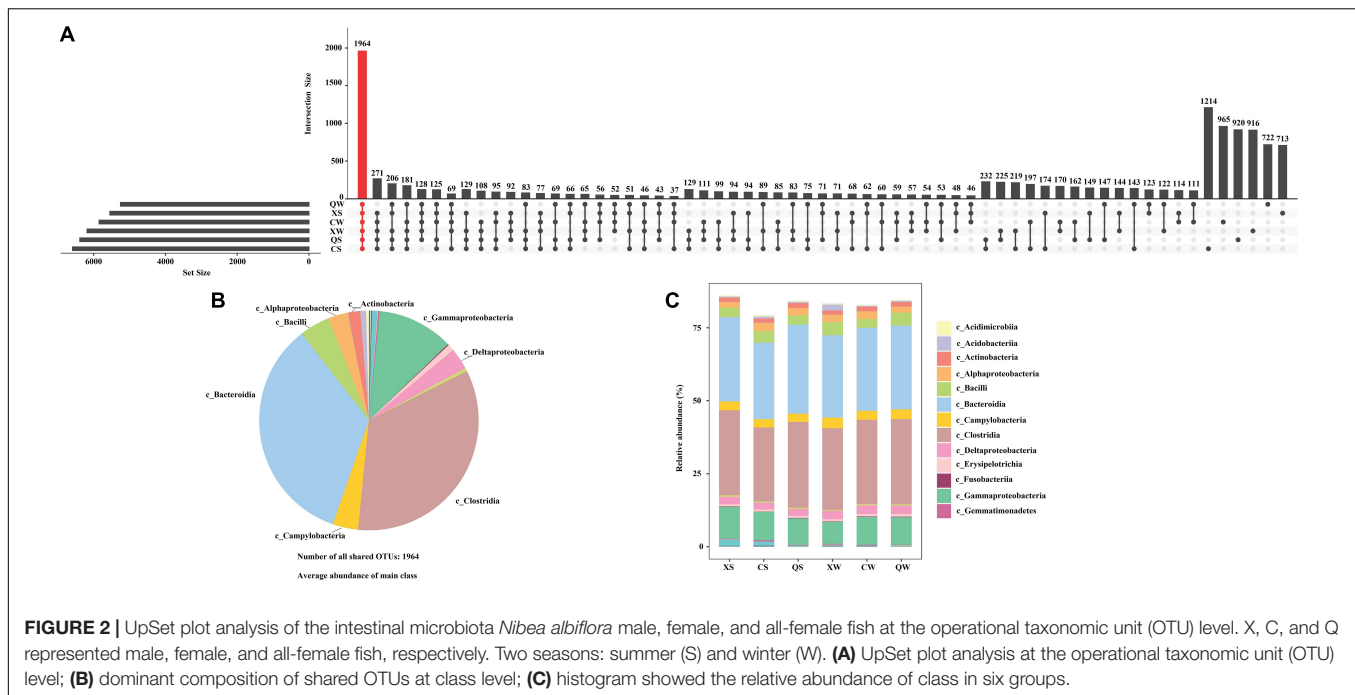 A
1964
2000
1500
1000
500
0
Intersection Size
271 206 181 128 125 69 129 108 95 92 83 77 69 66 65 56 52 51 46 43 37 129 111 99 94 94 89 85 83 75 71 71 68 62 60 59 57 54 53 48 46 232 225 219 197 174 170 162 149 147 144 143 123 122 114 111 1214 965 920 916 722 713
QW
XS
CW
XW
QS
CS
6000 4000 2000 0
Set Size
B
c_Alphaproteobacteria
c__Actinobacteria
c_Gammaproteobacteria
c_Bacilli
c_Deltaproteobacteria
c_Bacteroidia
c_Clostridia
c_Campylobacteria
Number of all shared OTUs: 1964
Average abundance of main class
C
75
50
25
0
Relative abundance (%)
XS CS QS XW CW QW
c_Acidimicrobiia
c_Acidobacteriia
c_Actinobacteria
c_Alphaproteobacteria
c_Bacilli
c_Bacteroidia
c_Campylobacteria
c_Clostridia
c_Deltaproteobacteria
c_Erysipelotrichia
c_Fusobacteriia
c_Gammaproteobacteria
c_Gemmatimonadetes
FIGURE 2 | UpSet plot analysis of the intestinal microbiota Nibea albiflora male, female, and all-female fish at the operational taxonomic unit (OTU) level. X, C, and Q
represented male, female, and all-female fish, respectively. Two seasons: summer (S) and winter (W). (A) UpSet plot analysis at the operational taxonomic unit (OTU)
level; (B) dominant composition of shared OTUs at class level; (C) histogram showed the relative abundance of class in six groups.